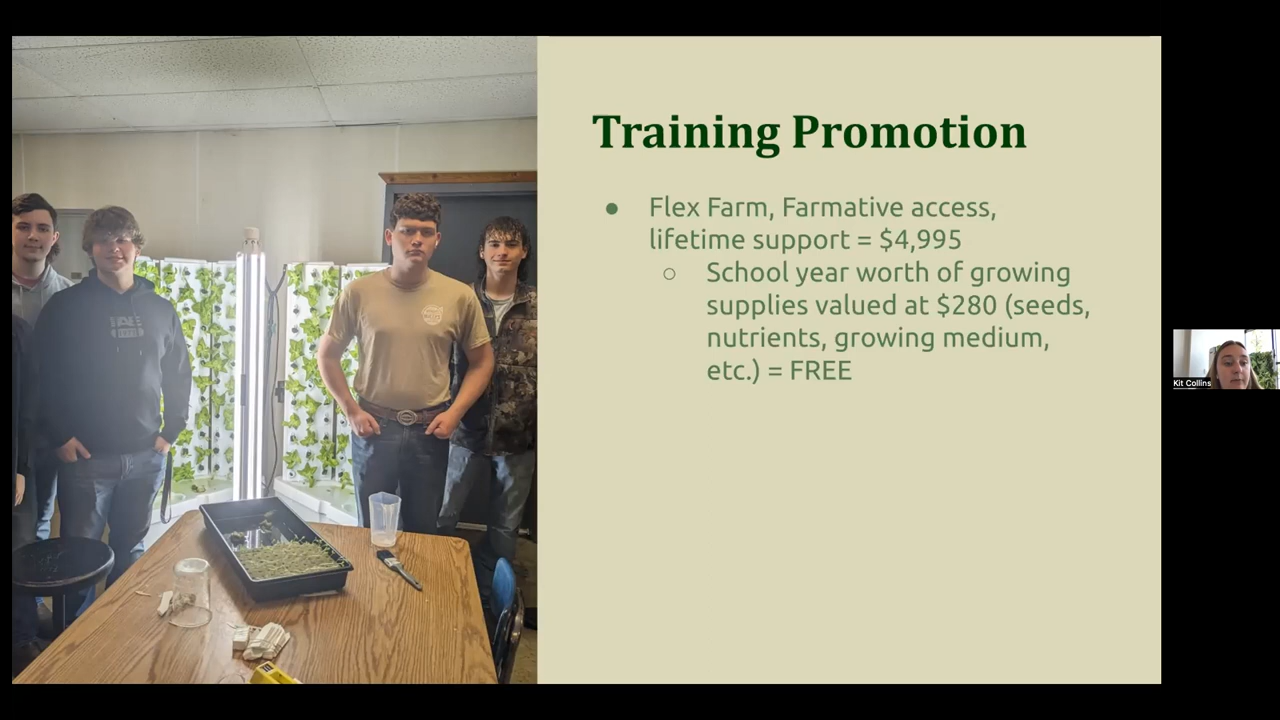 Training Promotion
● Flex Farm, Farmative access,
lifetime support = $4,995
○ School year worth of growing
supplies valued at $280 (seeds,
nutrients, growing medium,
etc.) = FREE
Kit Collins